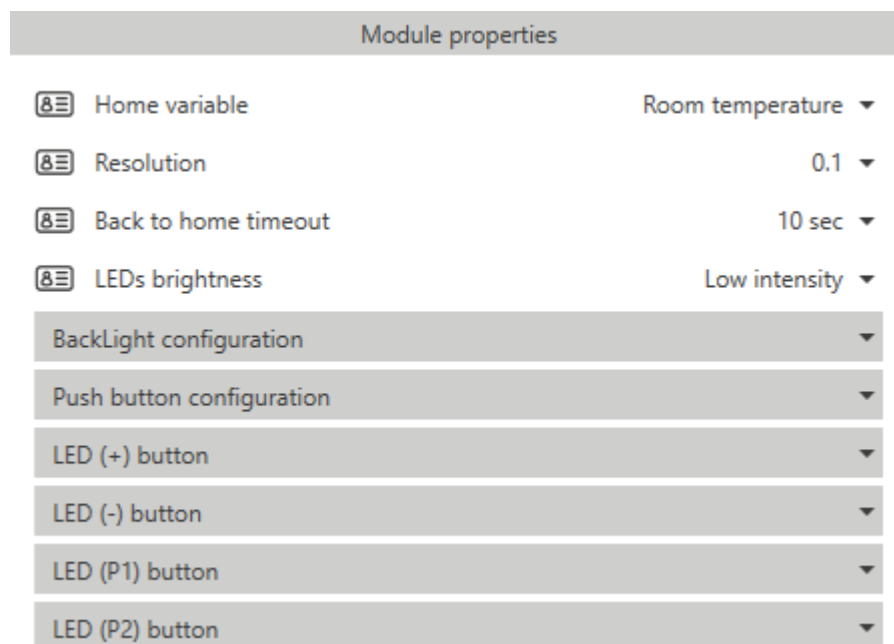 Module properties
Home variable Room temperature
Resolution 0.1
Back to home timeout 10 sec
LEDs brightness Low intensity
BackLight configuration
Push button configuration
LED (+) button
LED (-) button
LED (P1) button
LED (P2) button